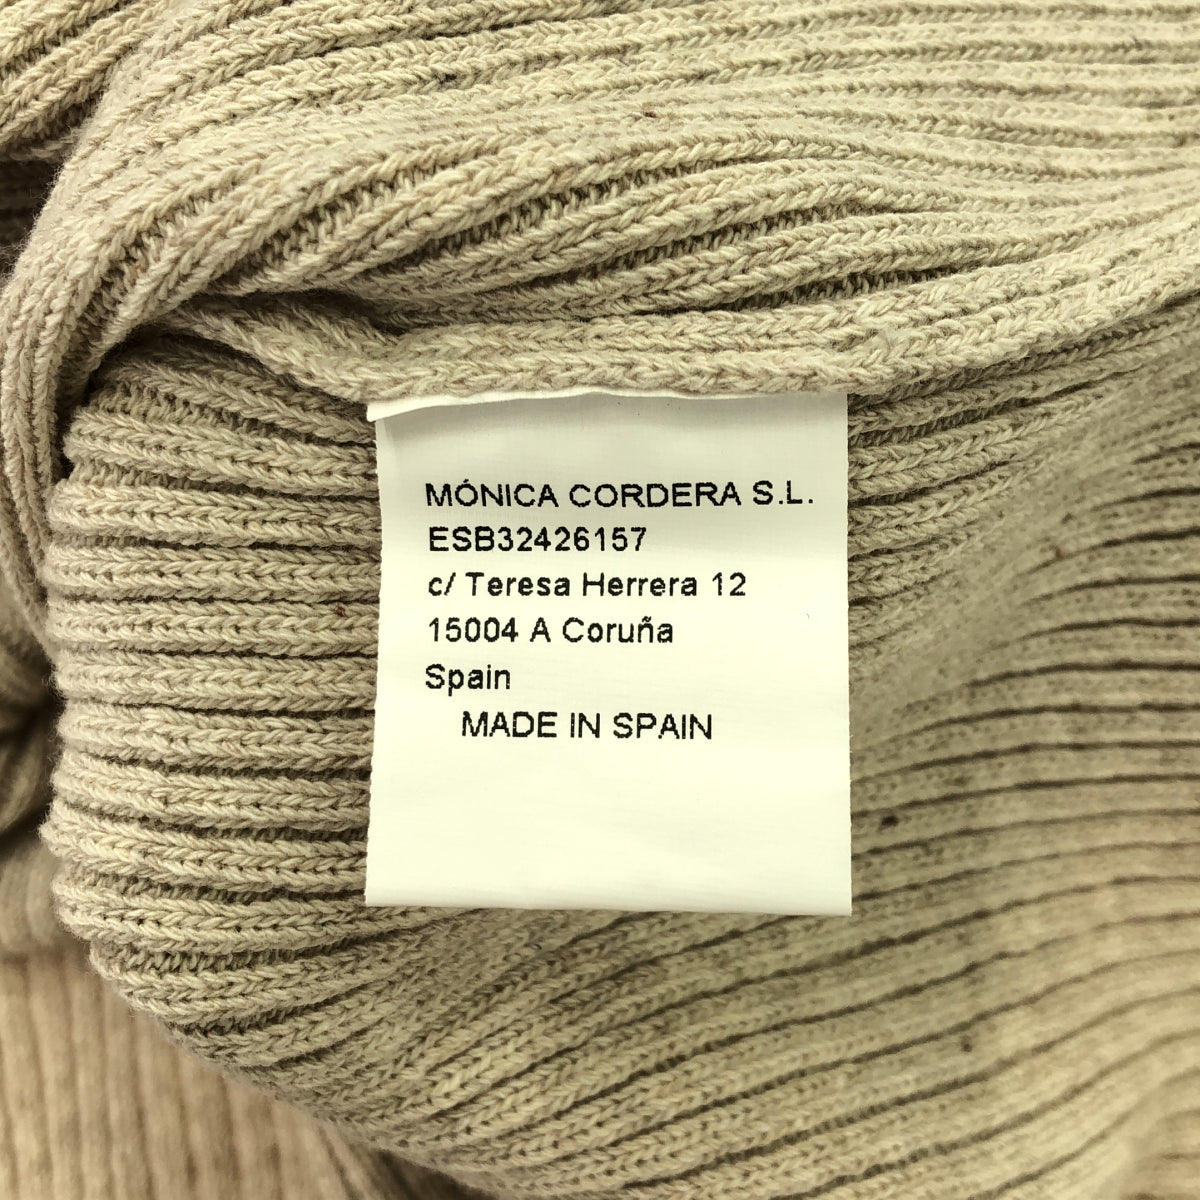 MÓNICA CORDERA S.L.
ESB32426157
c/ Teresa Herrera 12
15004 A Coruña
Spain
MADE IN SPAIN